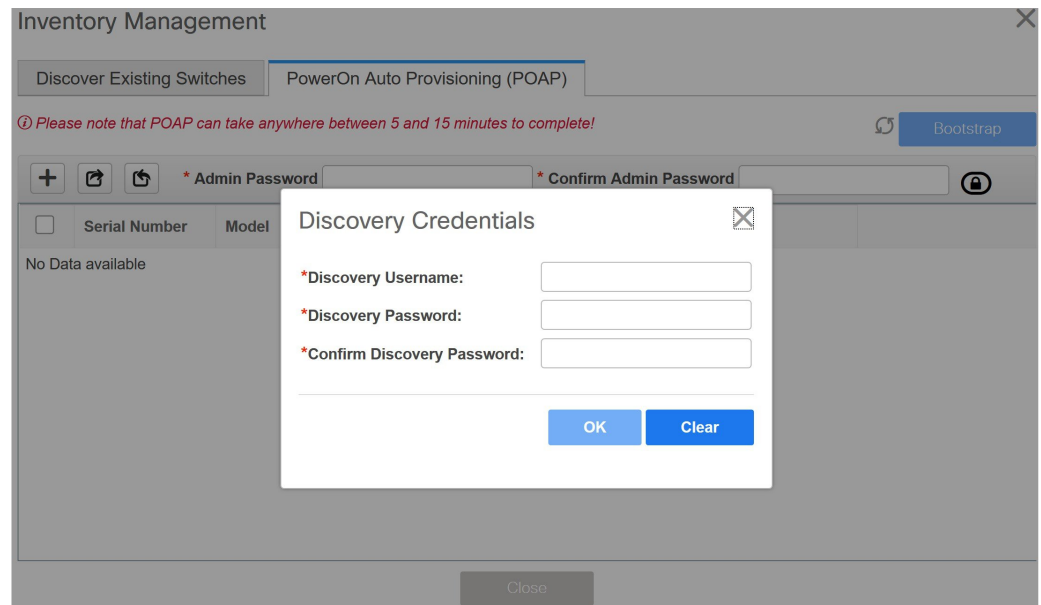 Inventory Management
Discover Existing Switches
PowerOn Auto Provisioning (POAP)
Please note that POAP can take anywhere between 5 and 15 minutes to complete!
Bootstrap
* Admin Password
* Confirm Admin Password
Serial Number
Model
No Data available
Discovery Credentials
*Discovery Username:
*Discovery Password:
*Confirm Discovery Password:
OK
Clear
Close